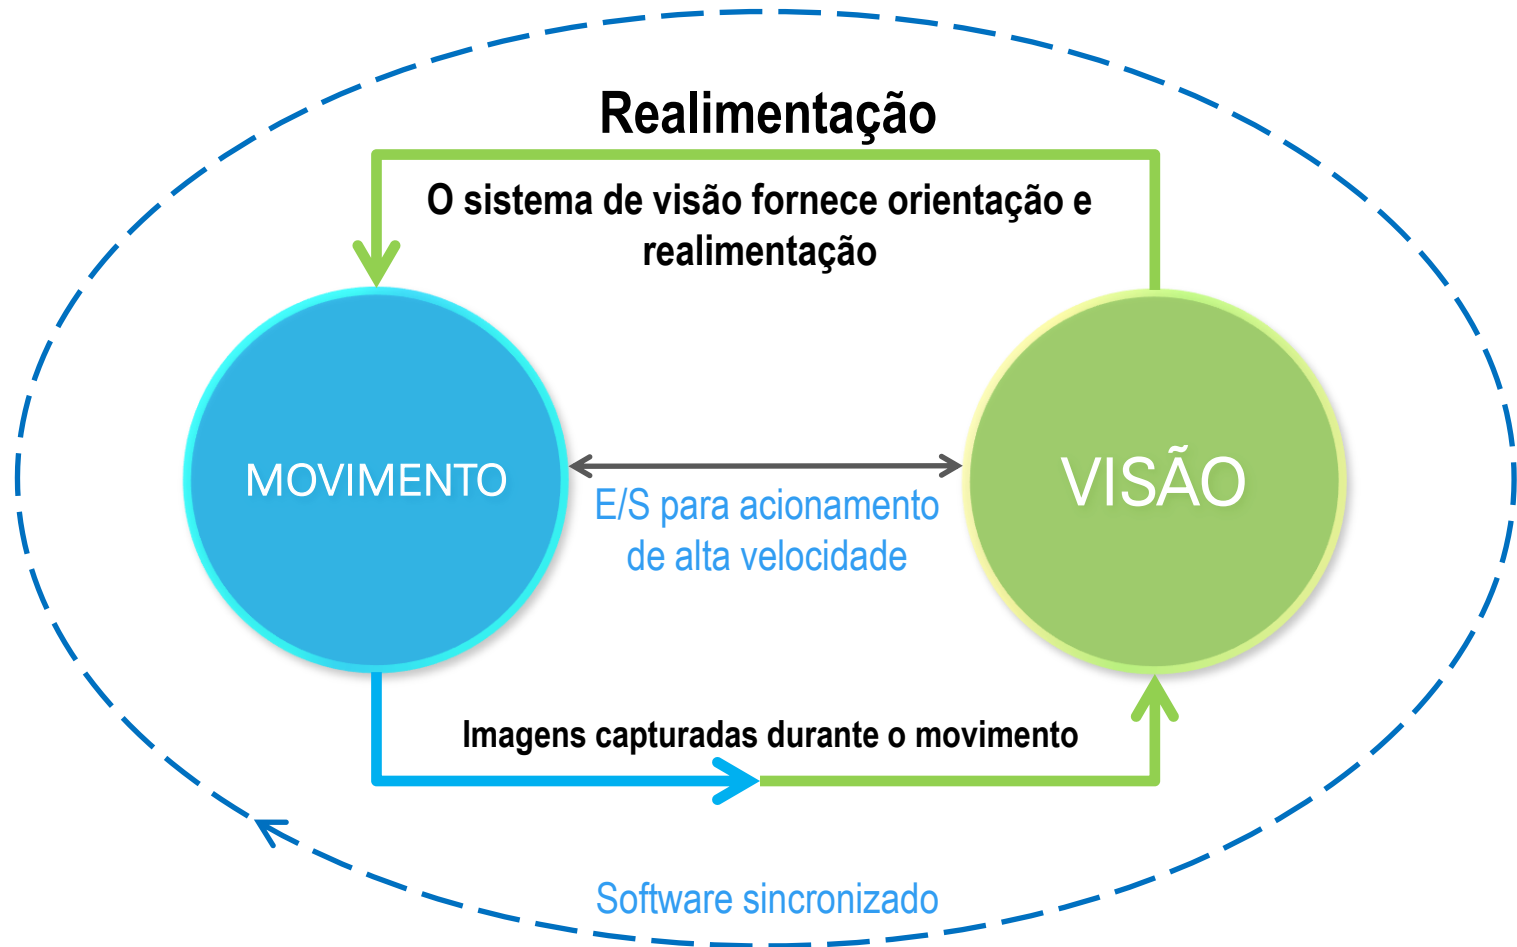 Realimentação
O sistema de visão fornece orientação e
realimentação
MOVIMENTO
VISÃO
E/S para acionamento
de alta velocidade
Imagens capturadas durante o movimento
Software sincronizado